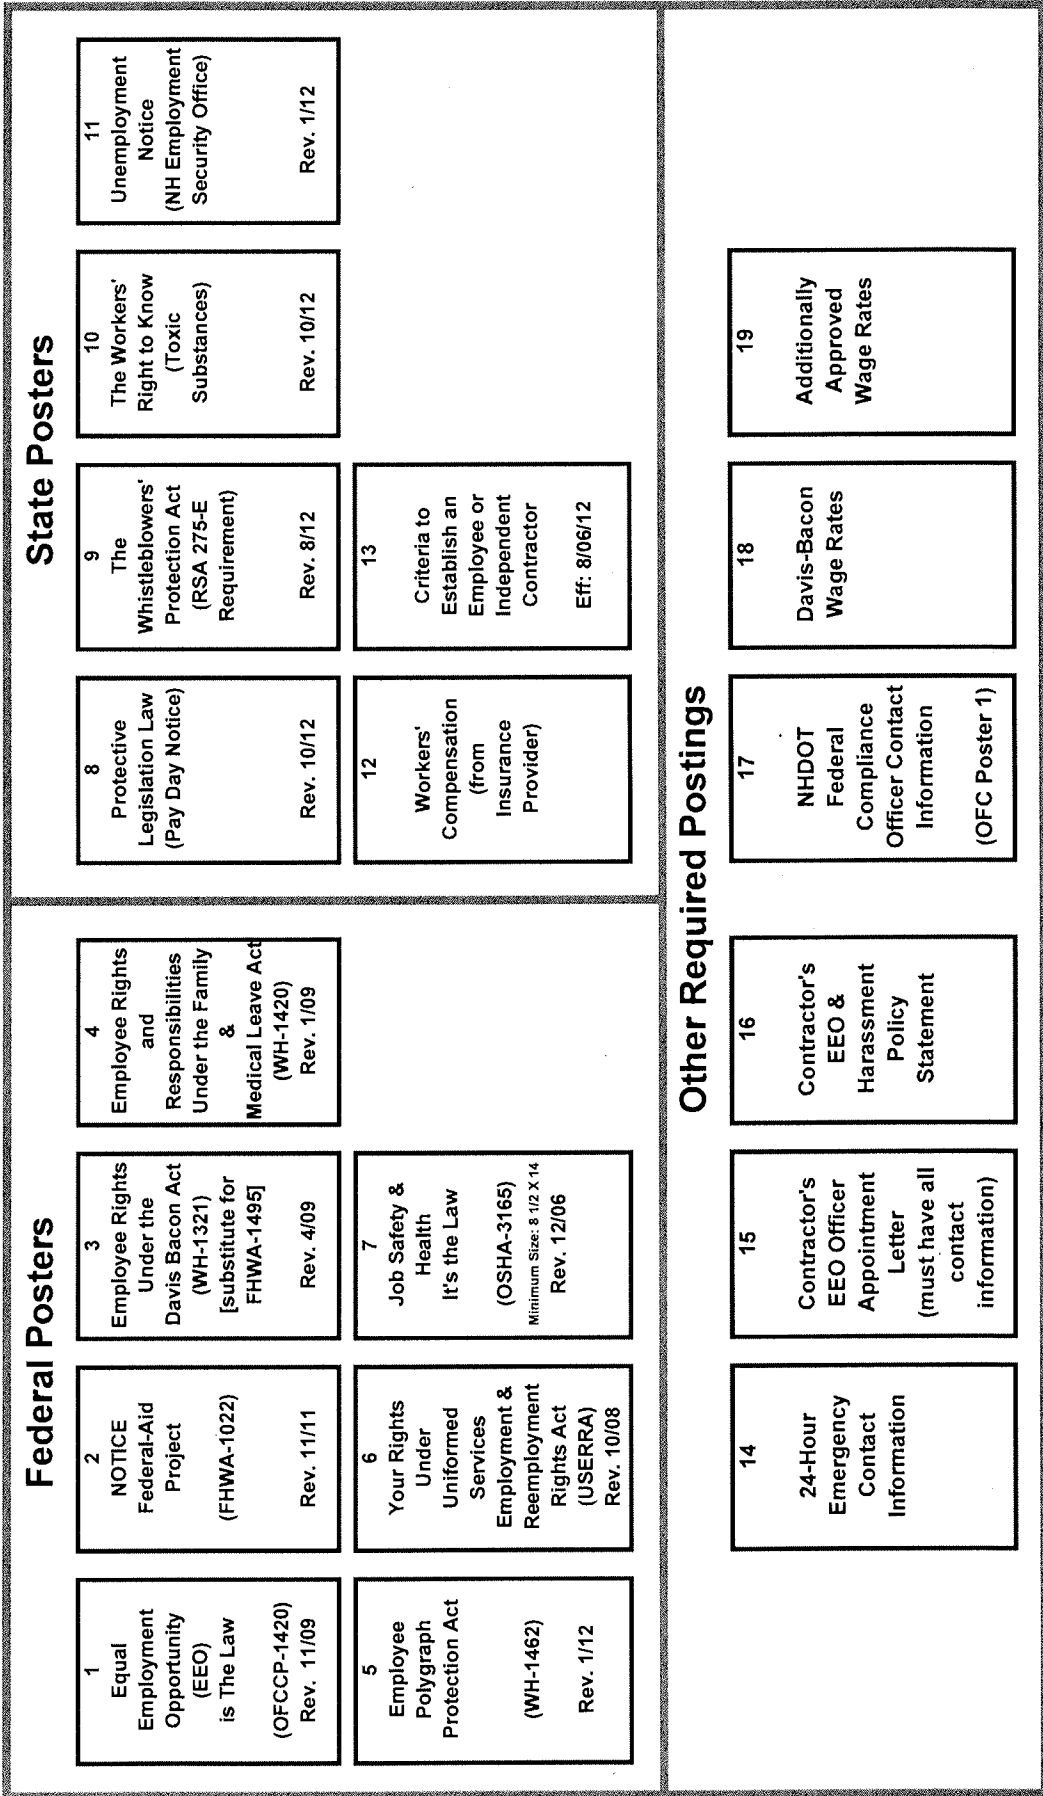 Federal Posters
1
Equal
Employment
Opportunity
(EEO)
is The Law
(OFCCP-1420)
Rev. 11/09
2
NOTICE
Federal-Aid
Project
(FHWA-1022)
Rev. 11/11
3
Employee Rights
Under the
Davis Bacon Act
(WH-1321)
[substitute for
FHWA-1495]
Rev. 4/09
4
Employee Rights
and
Responsibilities
Under the Family
&
Medical Leave Act
(WH-1420)
Rev. 1/09
5
Employee
Polygraph
Protection Act
(WH-1462)
Rev. 1/12
6
Your Rights
Under
Uniformed
Services
Employment &
Reemployment
Rights Act
(USERRA)
Rev. 10/08
7
Job Safety &
Health
It's the Law
(OSHA-3165)
Minimum Size: 8 1/2 X 14
Rev. 12/06
State Posters
8
Protective
Legislation Law
(Pay Day Notice)
Rev. 10/12
9
The
Whistleblowers'
Protection Act
(RSA 275-E
Requirement)
Rev. 8/12
10
The Workers'
Right to Know
(Toxic
Substances)
Rev. 10/12
11
Unemployment
Notice
(NH Employment
Security Office)
Rev. 1/12
12
Workers'
Compensation
(from
Insurance
Provider)
13
Criteria to
Establish an
Employee or
Independent
Contractor
Eff: 8/06/12
Other Required Postings
14
24-Hour
Emergency
Contact
Information
15
Contractor's
EEO Officer
Appointment
Letter
(must have all
contact
information)
16
Contractor's
EEO &
Harassment
Policy
Statement
17
NHDOT
Federal
Compliance
Officer Contact
Information
(OFC Poster 1)
18
Davis-Bacon
Wage Rates
19
Additionally
Approved
Wage Rates